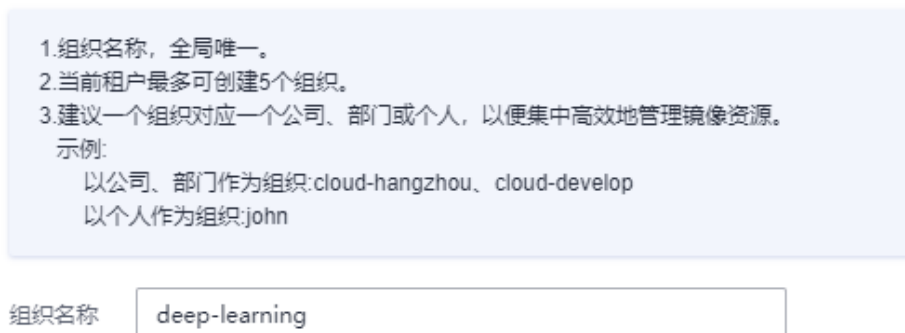 1.组织名称，全局唯一。
2.当前租户最多可创建5个组织。
3.建议一个组织对应一个公司、部门或个人，以便集中高效地管理镜像资源。
示例:
以公司、部门作为组织:cloud-hangzhou、cloud-develop
以个人作为组织:john
组织名称 deep-learning